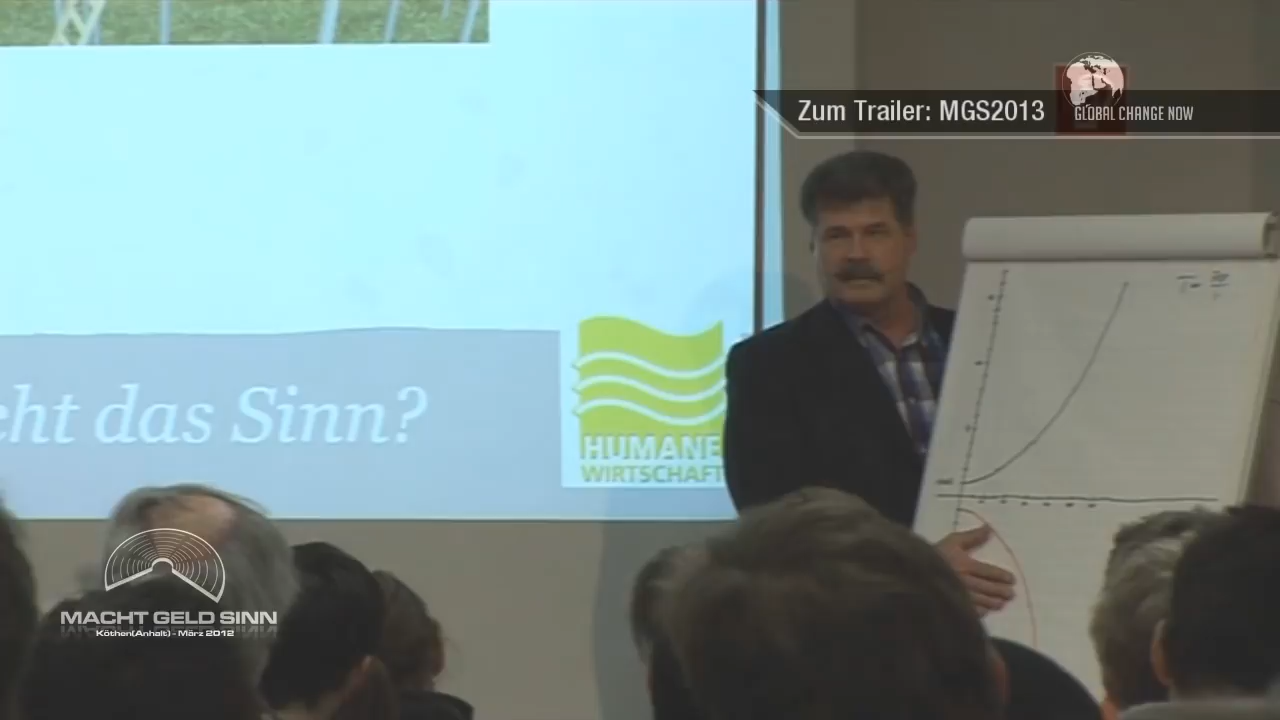 Zum Trailer: MGS2013
GLOBAL CHANGE NOW
cht das Sinn?
HUMANE
WIRTSCHAFT
MACHT GELD SINN
Köthen(Anhalt) - März 2012